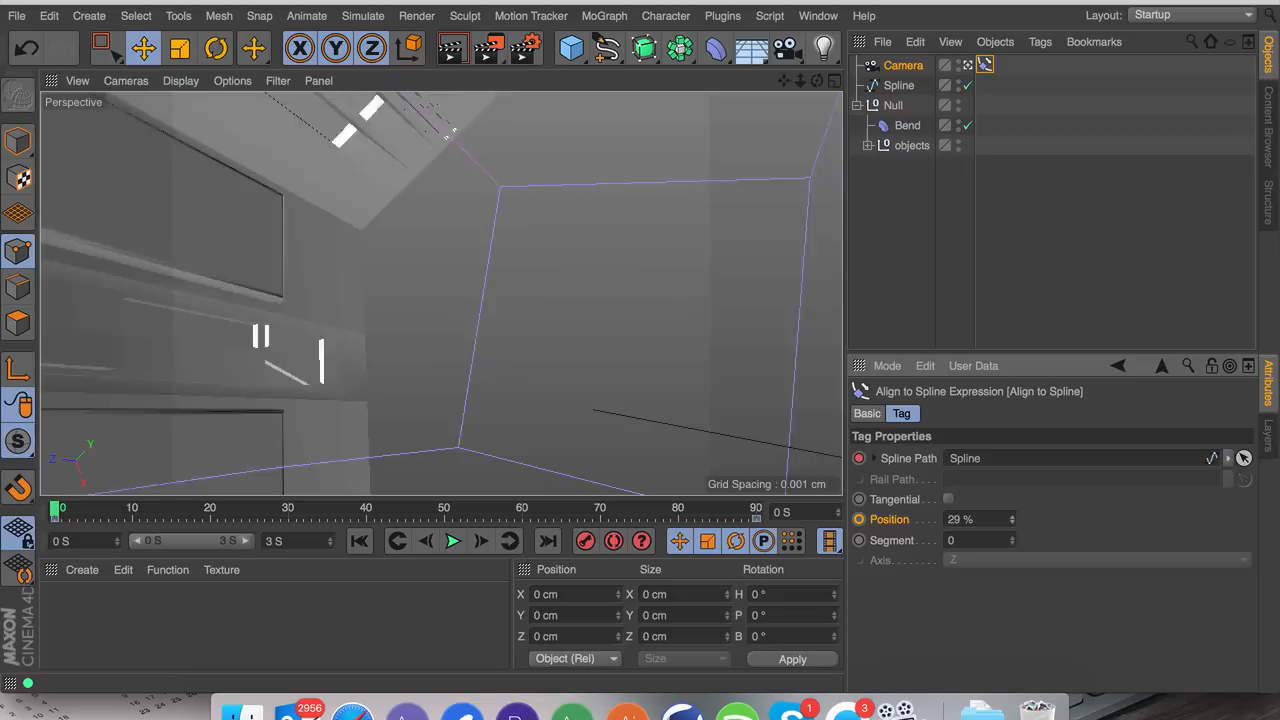 File Edit Create Select Tools Mesh Snap Animate Simulate Render Sculpt Motion Tracker MoGraph Character Plugins Script Window Help Layout: Startup
X Y Z
File Edit View Objects Tags Bookmarks
View Cameras Display Options Filter Panel
Perspective
Camera
Spline
Null
Bend
objects
Objects
Content Browser
Structure
Mode Edit User Data
Align to Spline Expression [Align to Spline]
Basic Tag
Tag Properties
Spline Path Spline
Rail Path
Tangential
Position 29 %
Segment 0
Axis Z
Attributes
Layers
Y
Z
X
Grid Spacing : 0.001 cm
0 10 20 30 40 50 60 70 80 90 0 S
0 S 0 S 3 S 3 S
P
S
Create Edit Function Texture
Position Size Rotation
X 0 cm X 0 cm H 0 °
Y 0 cm Y 0 cm P 0 °
Z 0 cm Z 0 cm B 0 °
Object (Rel) Size Apply
MAXON
CINEMA 4D
2956 1 3